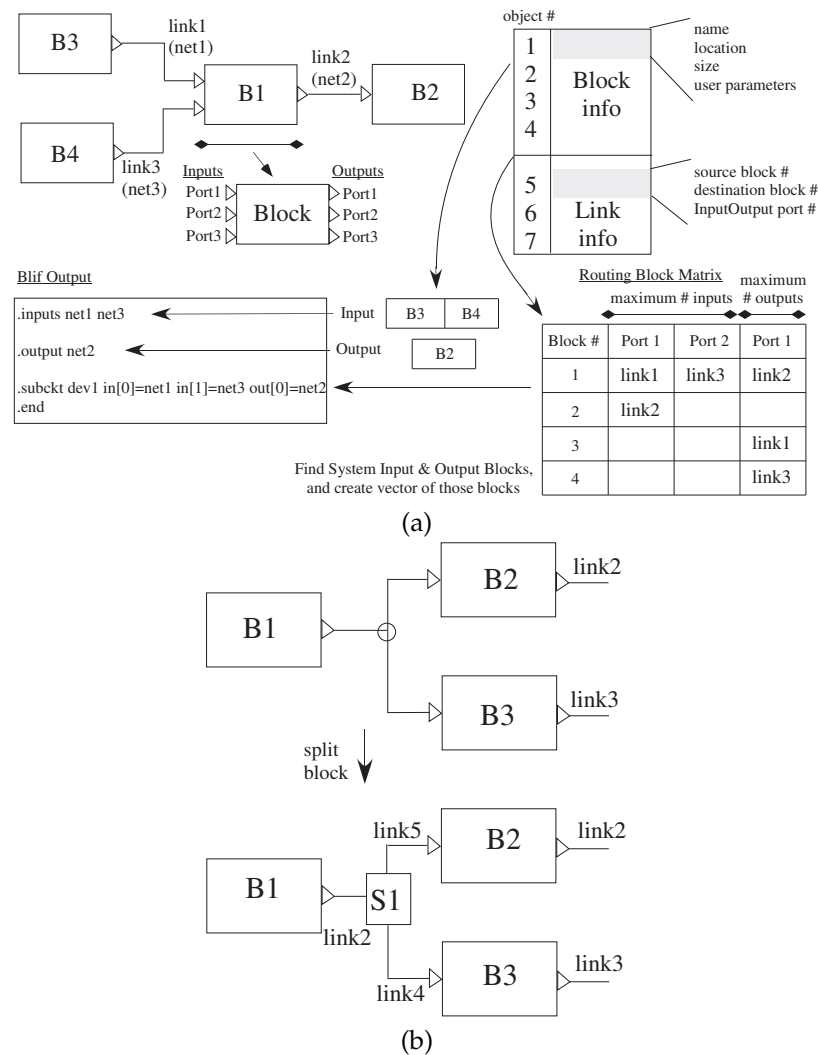 B3
link1
(net1)
B1
link2
(net2)
B2
B4
link3
(net3)
Inputs
Outputs
Port1
Port2
Port3
Block
Port1
Port2
Port3
object #
1
2
3
4
Block
info
name
location
size
user parameters
5
6
7
Link
info
source block #
destination block #
InputOutput port #
Blif Output
.inputs net1 net3
.output net2
.subckt dev1 in[0]=net1 in[1]=net3 out[0]=net2
.end
Input
B3
B4
Output
B2
Routing Block Matrix
maximum # inputs
maximum
# outputs
Block # Port 1 Port 2 Port 1
1 link1 link3 link2
2 link2
3 link1
4 link3
Find System Input & Output Blocks,
and create vector of those blocks
(a)
B1
B2
link2
B3
link3
split
block
B1
link2
S1
link5
B2
link2
link4
B3
link3
(b)